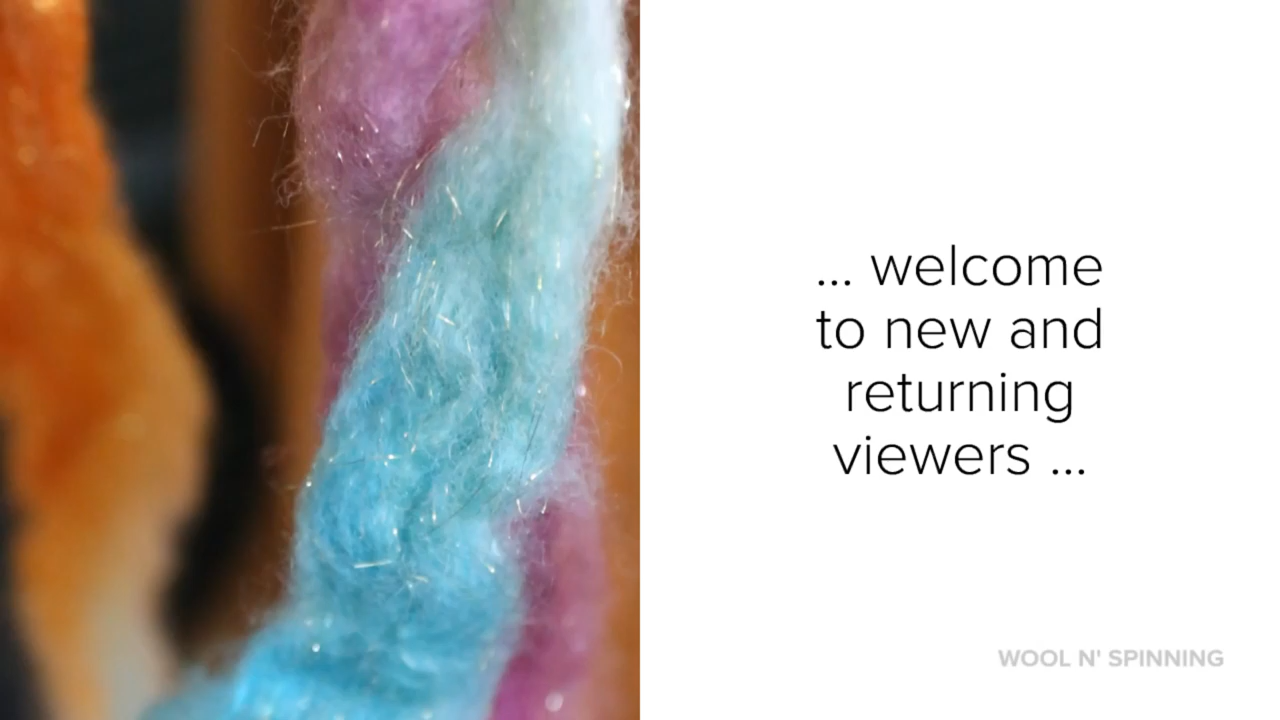 ... welcome
to new and
returning
viewers ...
WOOL N' SPINNING